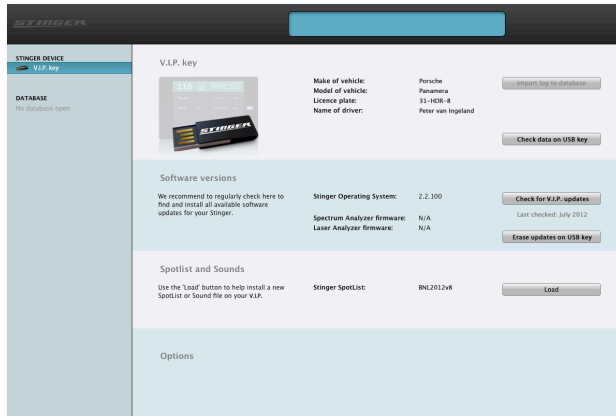 STINGER
STINGER DEVICE
V.I.P. key
DATABASE
No database open
V.I.P. key
STINGER
Make of vehicle: Porsche
Model of vehicle: Panamera
Licence plate: 31-HDR-8
Name of driver: Peter van Ingeland
Import log to database
Check data on USB key
Software versions
We recommend to regularly check here to
find and install all available software
updates for your Stinger.
Stinger Operating System: 2.2.100
Spectrum Analyzer firmware: N/A
Laser Analyzer firmware: N/A
Check for V.I.P. updates
Last checked: July 2012
Erase updates on USB key
Spotlist and Sounds
Use the 'Load' button to help install a new
SpotList or Sound file on your V.I.P.
Stinger SpotList: BNL2012v8
Load
Options